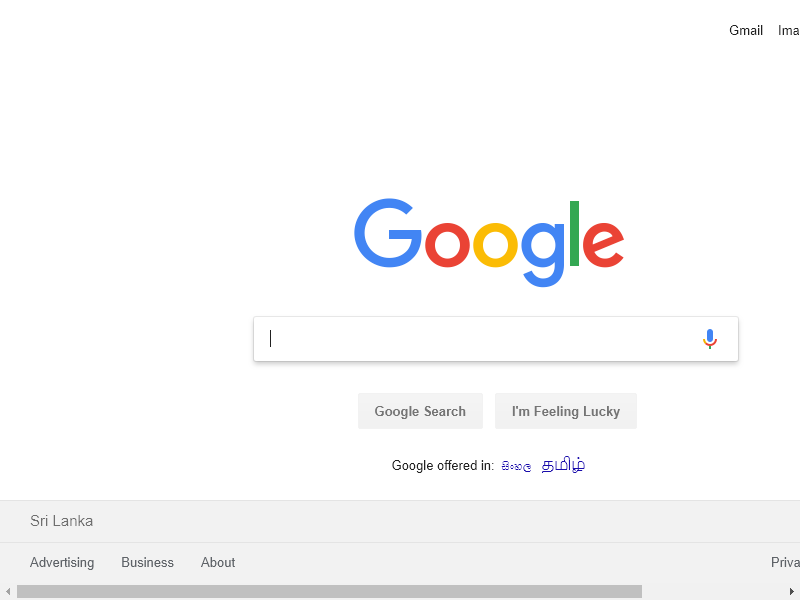 Gmail Ima
Google
Google Search I'm Feeling Lucky
Google offered in: සිංහල தமிழ்
Sri Lanka
Advertising Business About Priva